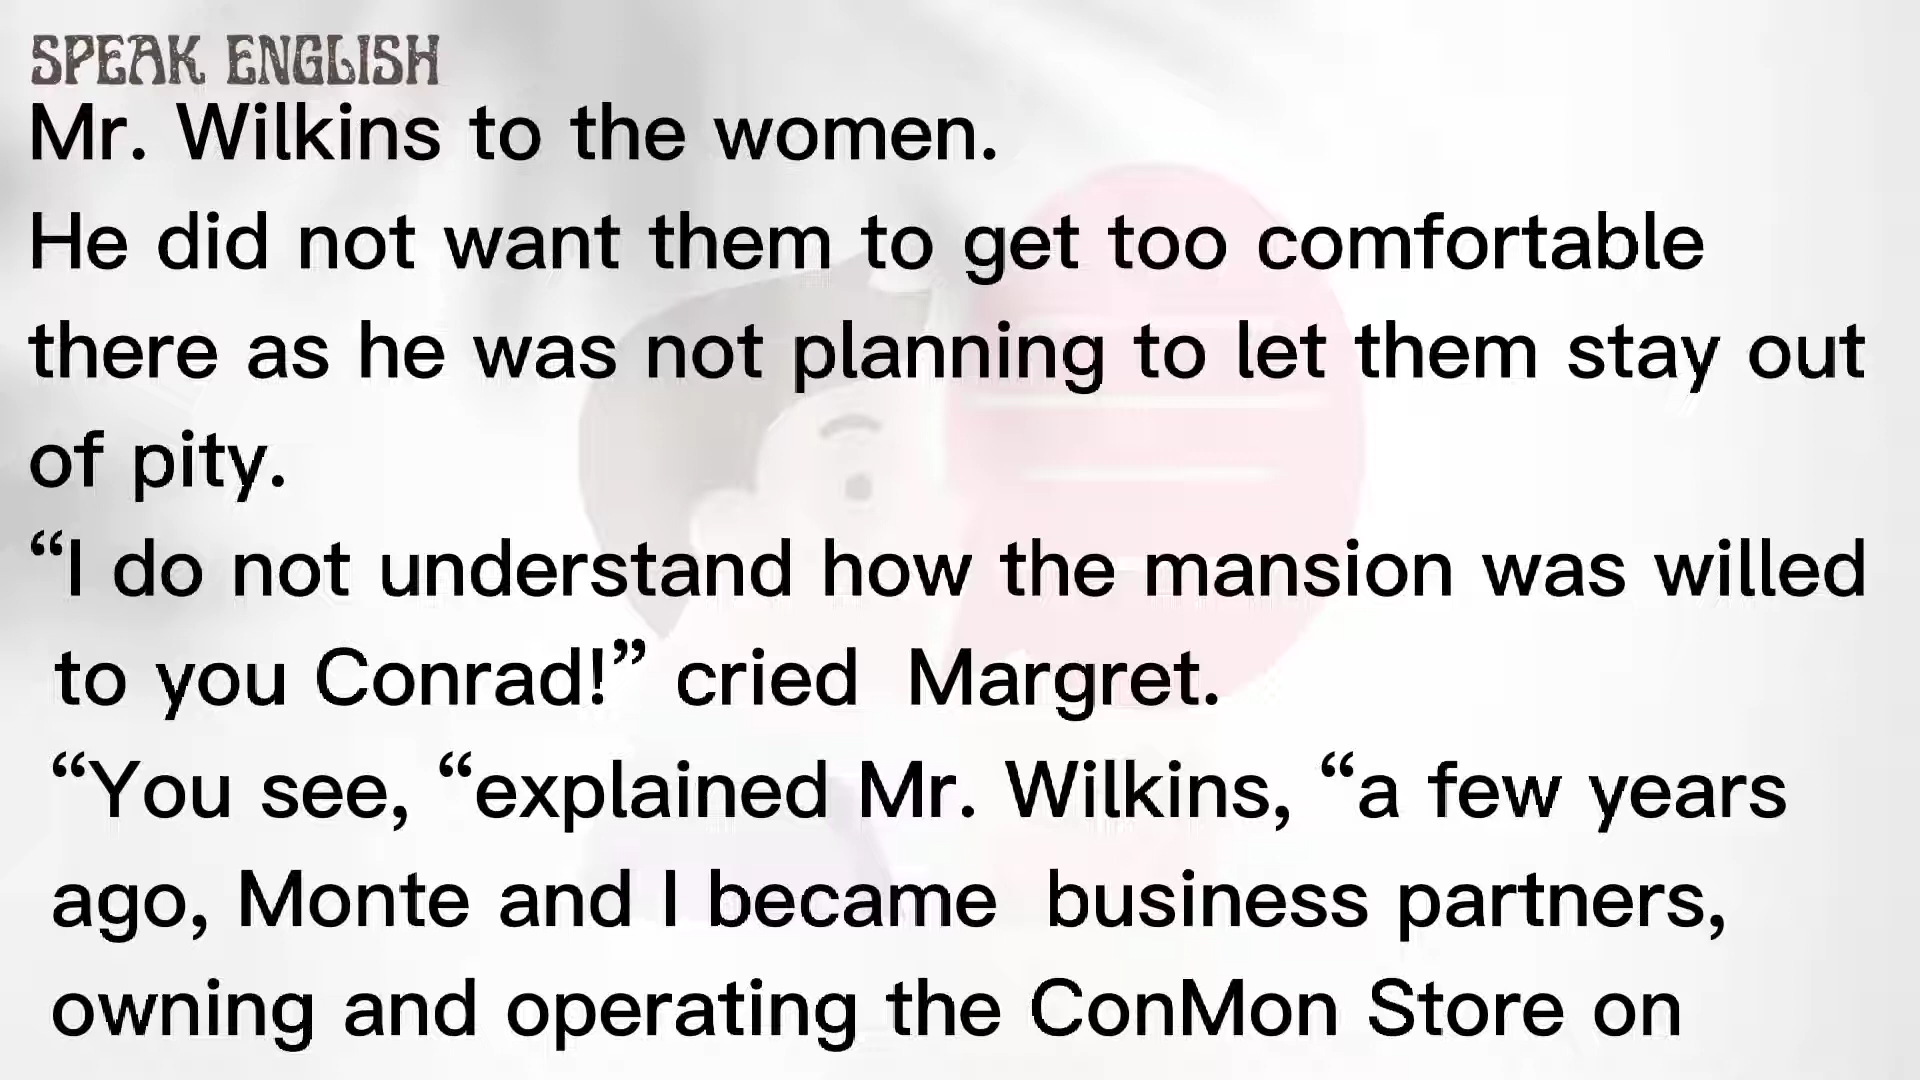 SPEAK ENGLISH
Mr. Wilkins to the women.
He did not want them to get too comfortable
there as he was not planning to let them stay out
of pity.
“I do not understand how the mansion was willed
to you Conrad!” cried  Margret.
“You see, “explained Mr. Wilkins, “a few years
ago, Monte and I became  business partners,
owning and operating the ConMon Store on